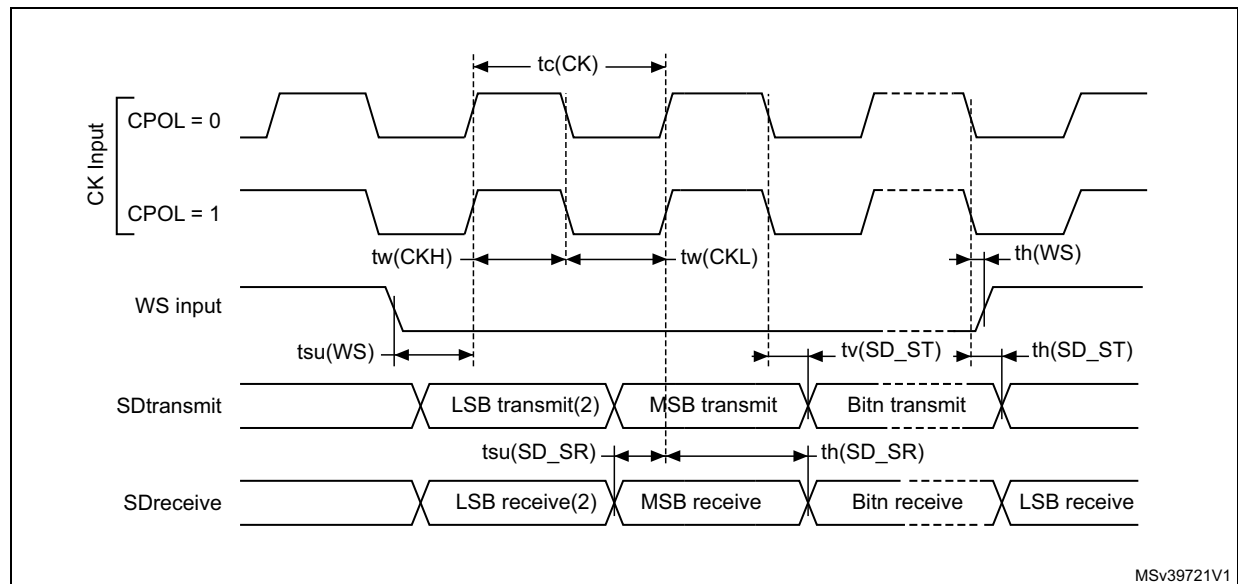 tc(CK)
CK Input
CPOL = 0
CPOL = 1
tw(CKH)
tw(CKL)
th(WS)
WS input
tsu(WS)
tv(SD_ST)
th(SD_ST)
SDtransmit
LSB transmit(2)
MSB transmit
Bitn transmit
tsu(SD_SR)
th(SD_SR)
SDreceive
LSB receive(2)
MSB receive
Bitn receive
LSB receive
MSv39721V1